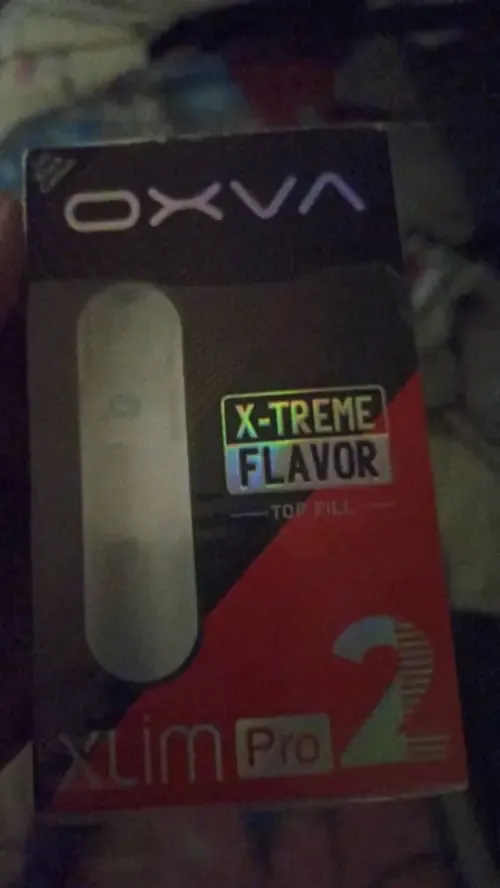 OXVA
X-TREME
FLAVOR
TOP FILL
XLIM Pro 2